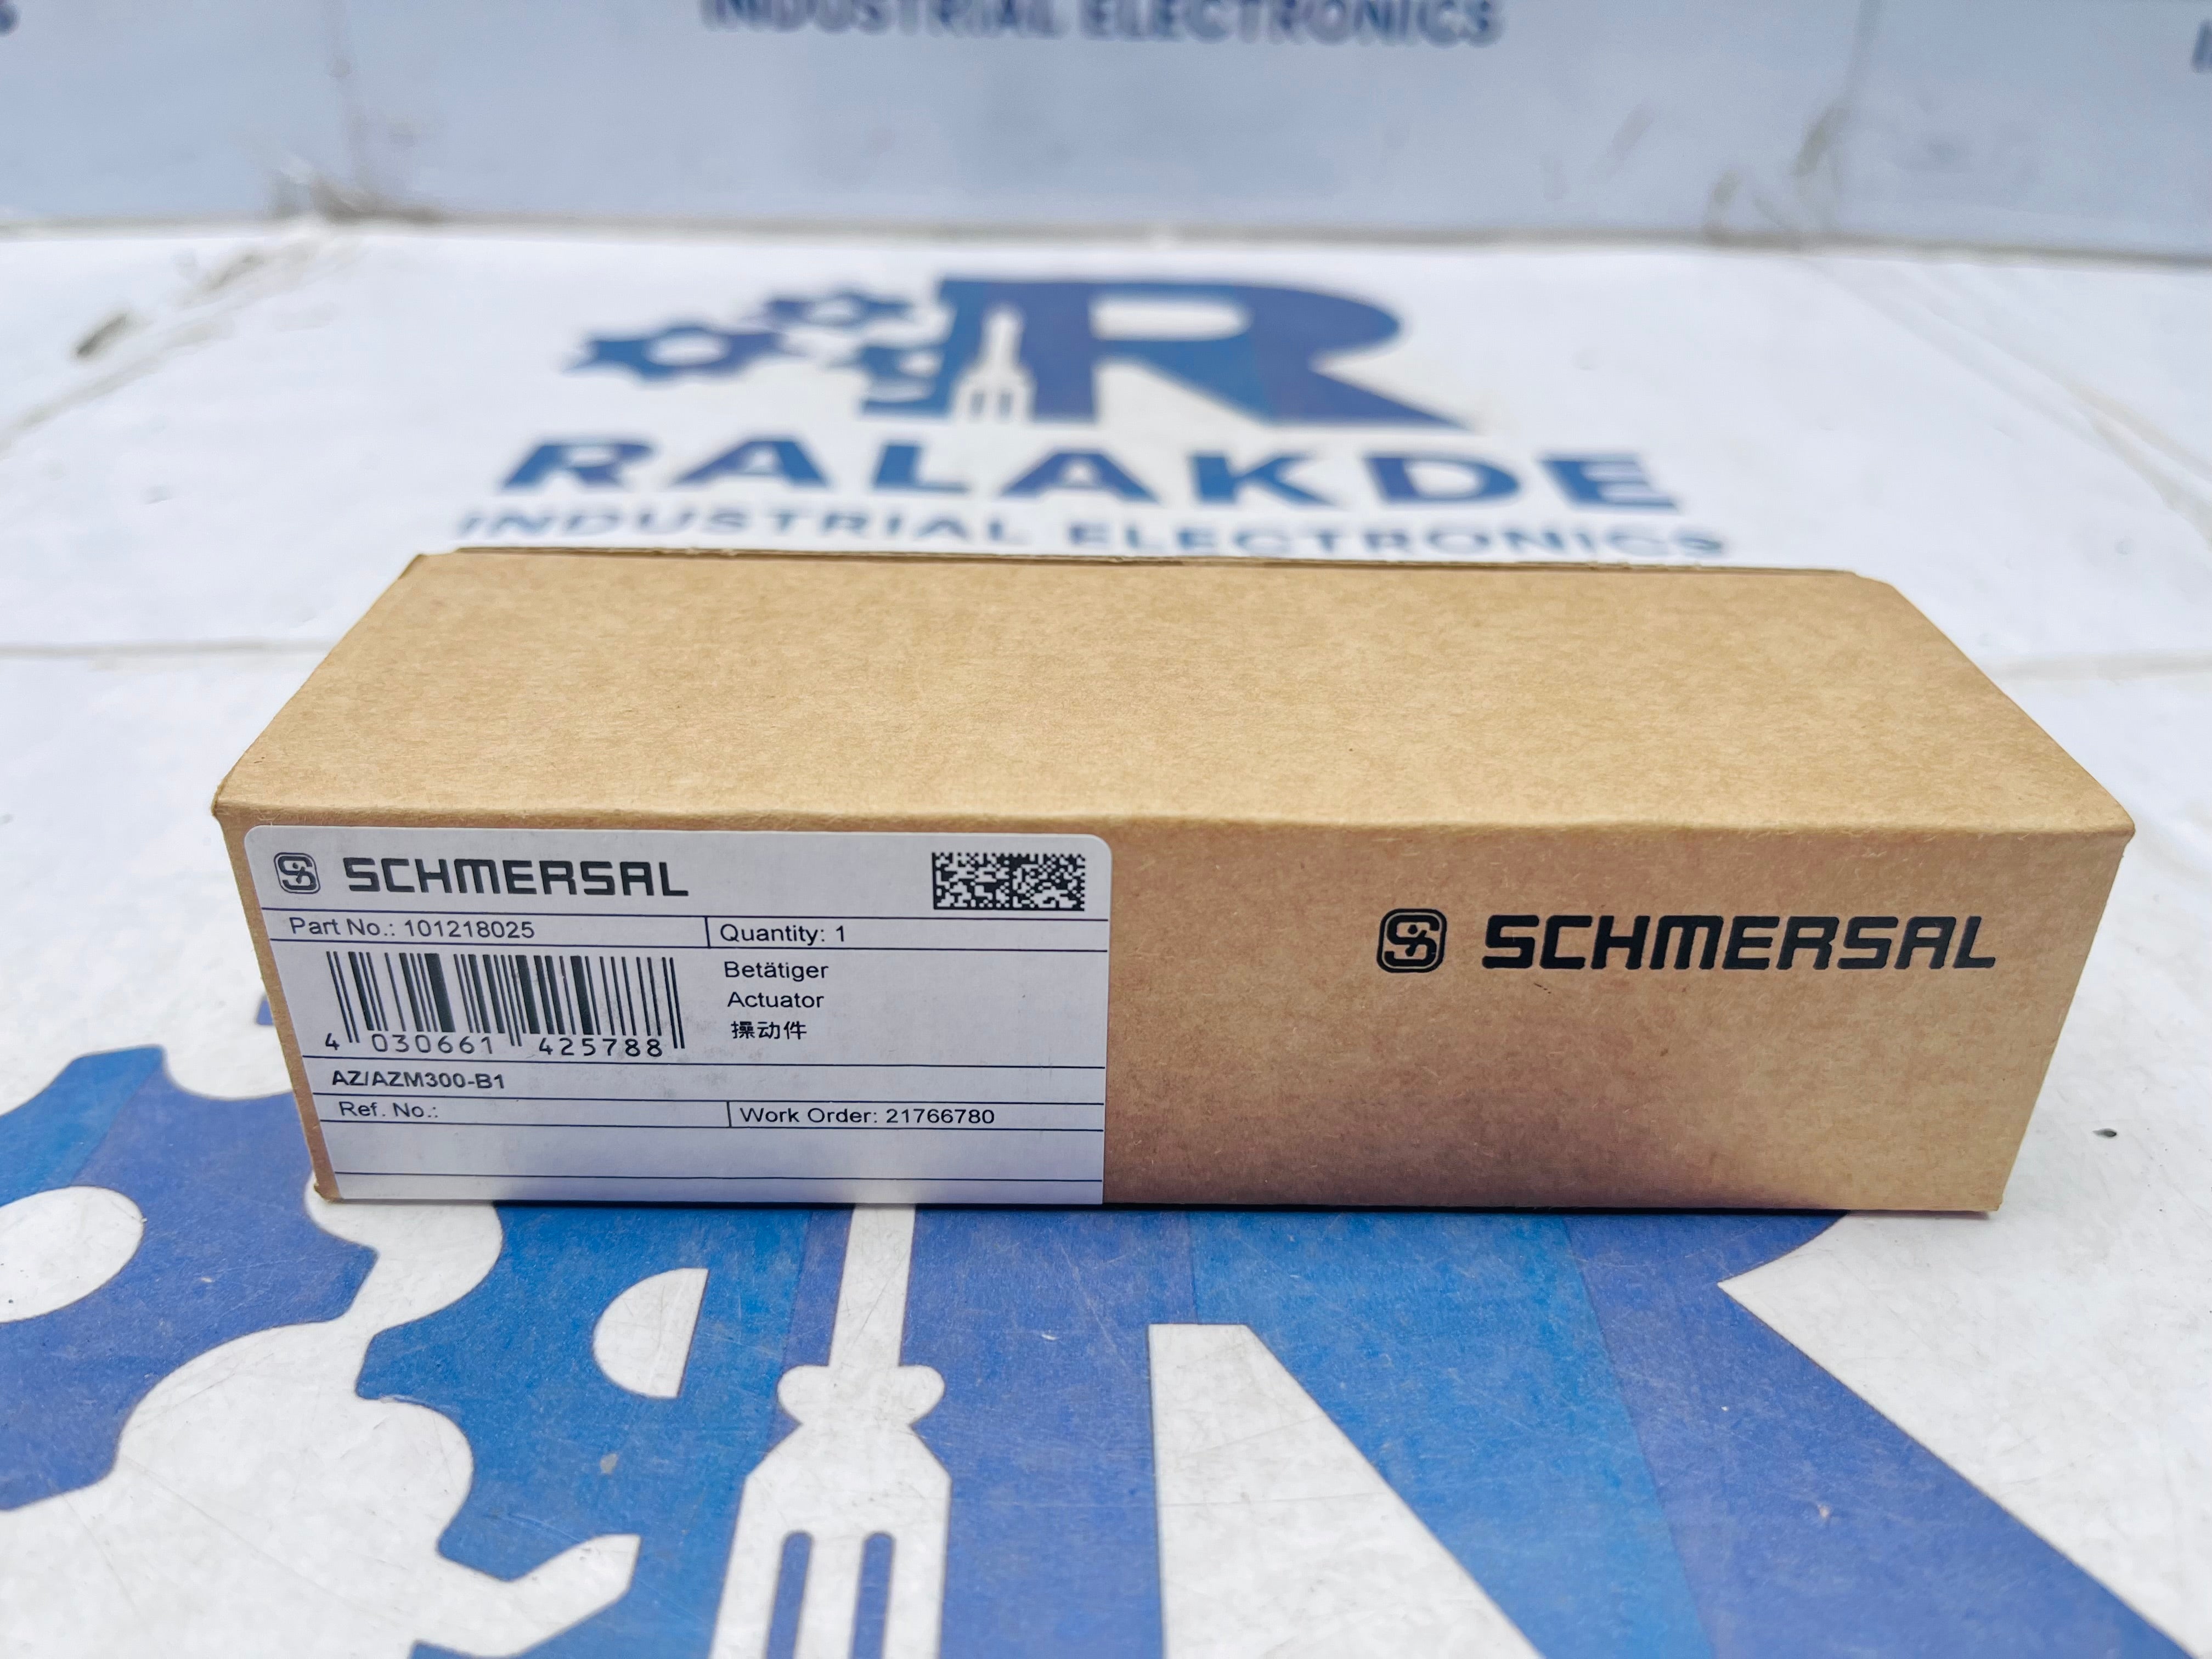 INDUSTRIAL ELECTRONICS
RALAKDE
INDUSTRIAL ELECTRONICS
SCHMERSAL
Part No.: 101218025
Quantity: 1
4 030661 425788
Betätiger
Actuator
操动件
AZ/AZM300-B1
Ref. No.:
Work Order: 21766780
SCHMERSAL